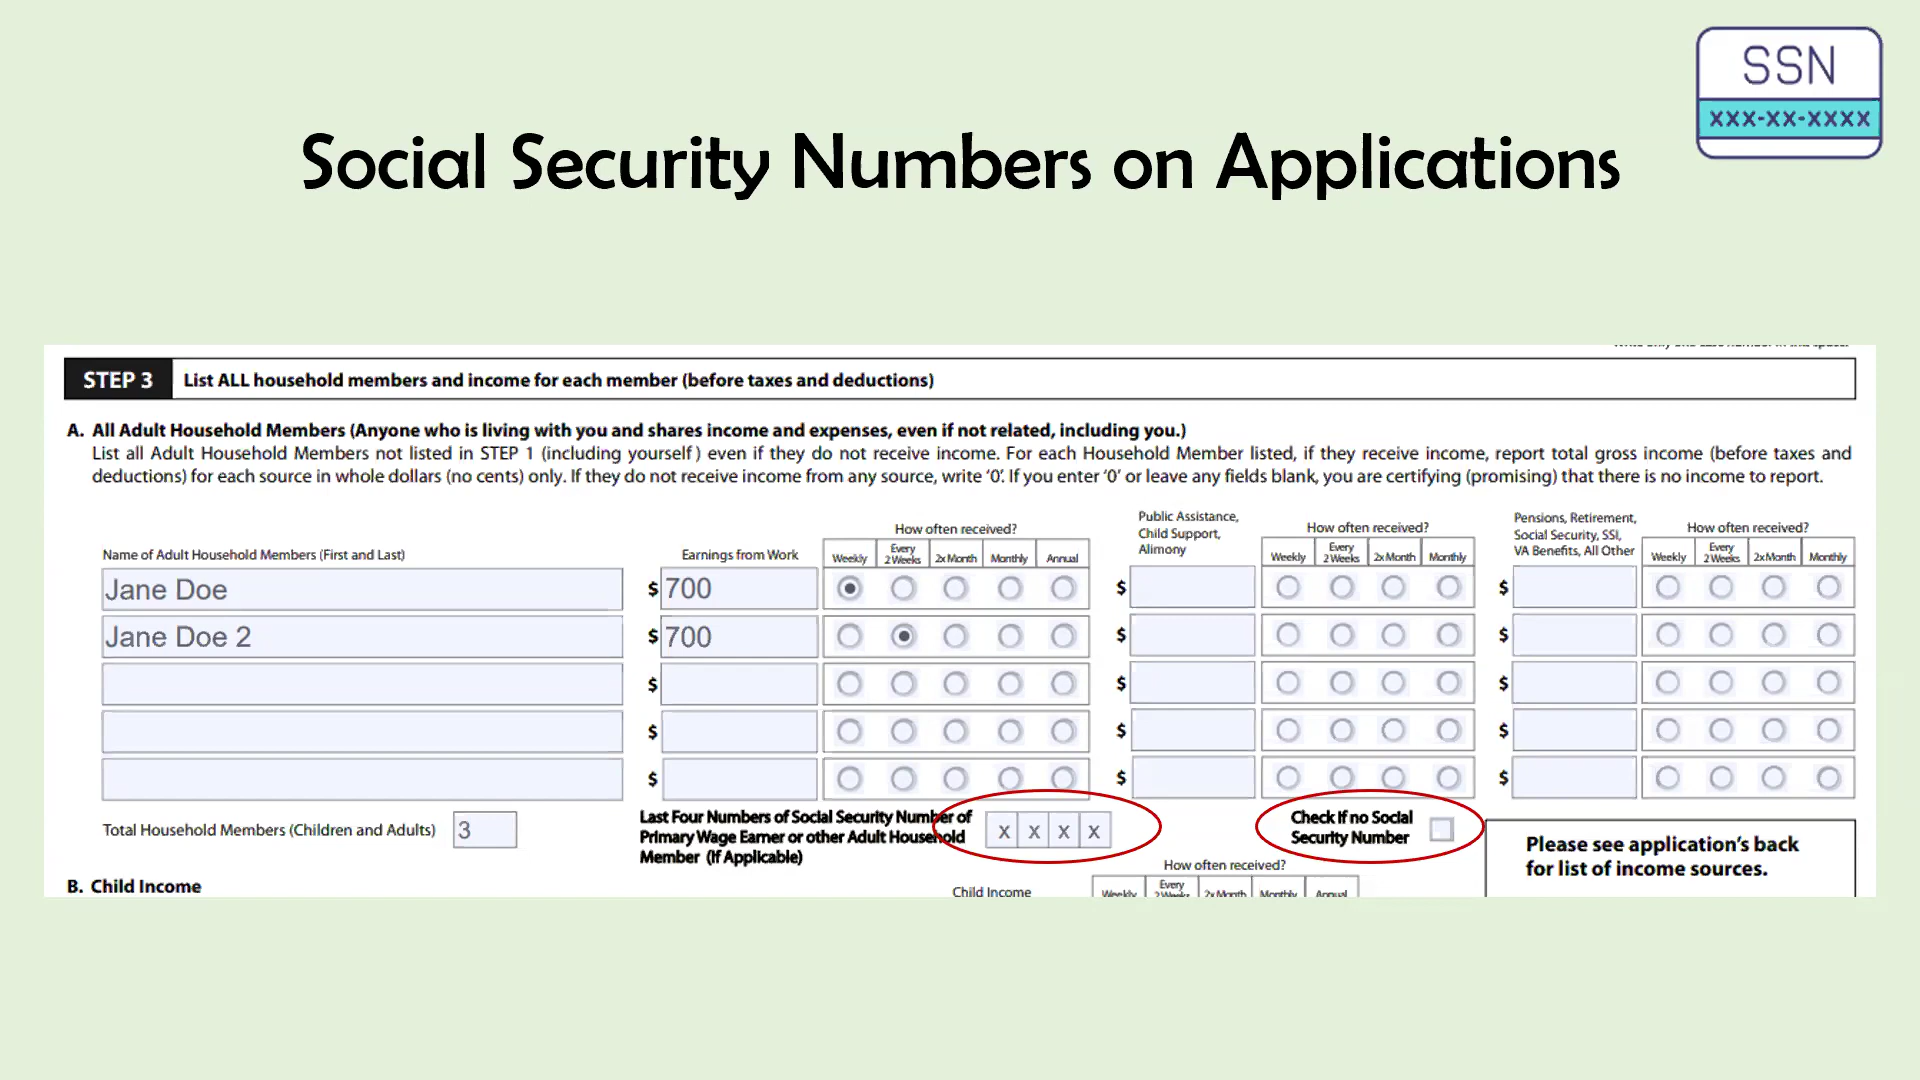 SSN
XXX-XX-XXXX
Social Security Numbers on Applications
STEP 3 List ALL household members and income for each member (before taxes and deductions)
A. All Adult Household Members (Anyone who is living with you and shares income and expenses, even if not related, including you.)
List all Adult Household Members not listed in STEP 1 (including yourself) even if they do not receive income. For each Household Member listed, if they receive income, report total gross income (before taxes and
deductions) for each source in whole dollars (no cents) only. If they do not receive income from any source, write ‘0’. If you enter ‘0’ or leave any fields blank, you are certifying (promising) that there is no income to report.
Name of Adult Household Members (First and Last)
Earnings from Work
How often received?
Weekly Every 2 Weeks 2x Month Monthly Annual
Public Assistance,
Child Support,
Alimony
How often received?
Weekly Every 2 Weeks 2x Month Monthly
Pensions, Retirement,
Social Security, SSI,
VA Benefits, All Other
How often received?
Weekly Every 2 Weeks 2x Month Monthly
Jane Doe $ 700 $ $
Jane Doe 2 $ 700 $ $
$ $ $
$ $ $
$ $ $
Total Household Members (Children and Adults) 3
Last Four Numbers of Social Security Number of
Primary Wage Earner or other Adult Household
Member (If Applicable)
X X X X
Check if no Social
Security Number
Please see application’s back
for list of income sources.
B. Child Income
How often received?
Child Income
Weekly Every 2 Weeks 2x Month Monthly Annual